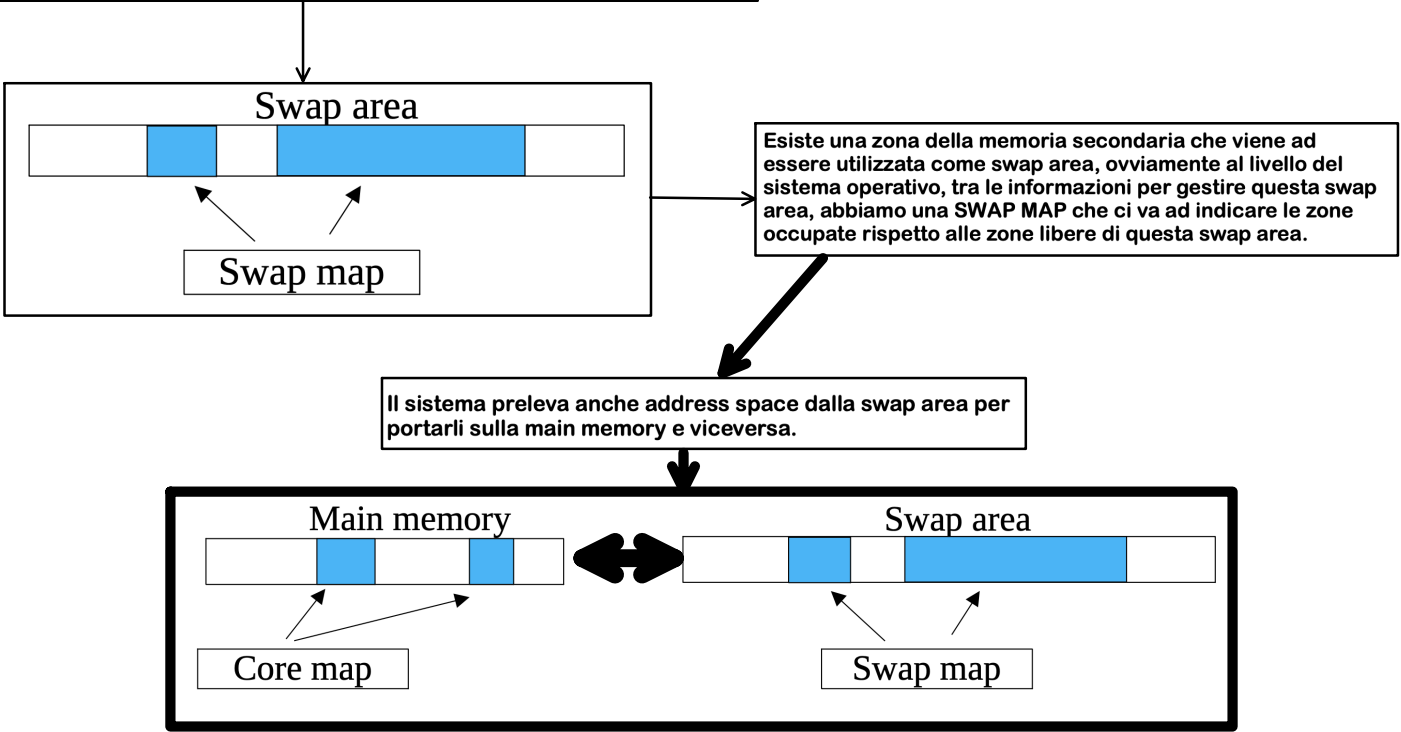 Swap area
Swap map
Esiste una zona della memoria secondaria che viene ad
essere utilizzata come swap area, ovviamente al livello del
sistema operativo, tra le informazioni per gestire questa swap
area, abbiamo una SWAP MAP che ci va ad indicare le zone
occupate rispetto alle zone libere di questa swap area.
Il sistema preleva anche address space dalla swap area per
portarli sulla main memory e viceversa.
Main memory
Swap area
Core map
Swap map